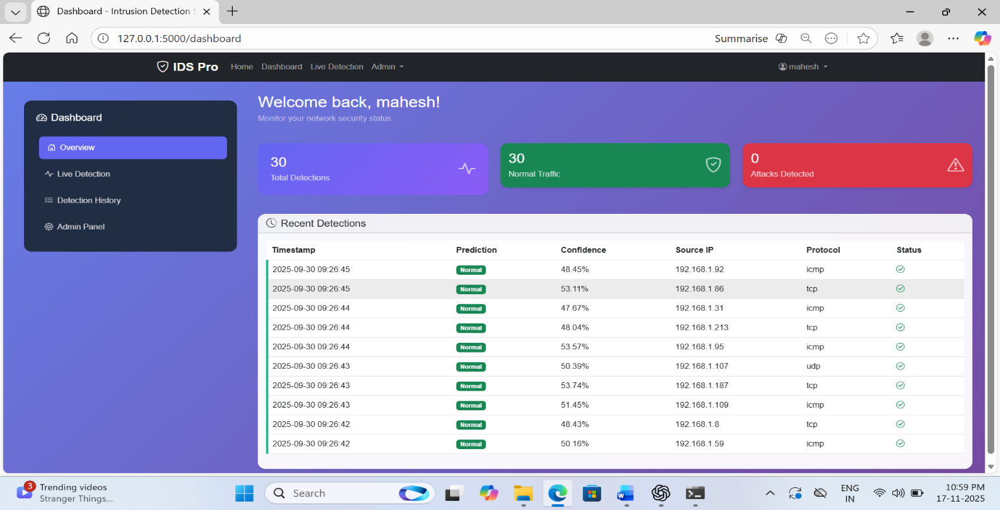 Dashboard - Intrusion Detection S
127.0.0.1:5000/dashboard
Summarise
IDS Pro
Home Dashboard Live Detection Admin
mahesh
Dashboard
Overview
Live Detection
Detection History
Admin Panel
Welcome back, mahesh!
Monitor your network security status
30
Total Detections
30
Normal Traffic
0
Attacks Detected
Recent Detections
Timestamp Prediction Confidence Source IP Protocol Status
2025-09-30 09:26:45 Normal 48.45% 192.168.1.92 icmp
2025-09-30 09:26:45 Normal 53.11% 192.168.1.86 tcp
2025-09-30 09:26:44 Normal 47.67% 192.168.1.31 icmp
2025-09-30 09:26:44 Normal 48.04% 192.168.1.213 tcp
2025-09-30 09:26:44 Normal 53.57% 192.168.1.95 icmp
2025-09-30 09:26:43 Normal 50.39% 192.168.1.107 udp
2025-09-30 09:26:43 Normal 53.74% 192.168.1.187 tcp
2025-09-30 09:26:43 Normal 51.45% 192.168.1.109 icmp
2025-09-30 09:26:42 Normal 48.43% 192.168.1.8 tcp
2025-09-30 09:26:42 Normal 50.16% 192.168.1.59 icmp
3
Trending videos
Stranger Things...
Search
W
ENG
IN
10:59 PM
17-11-2025